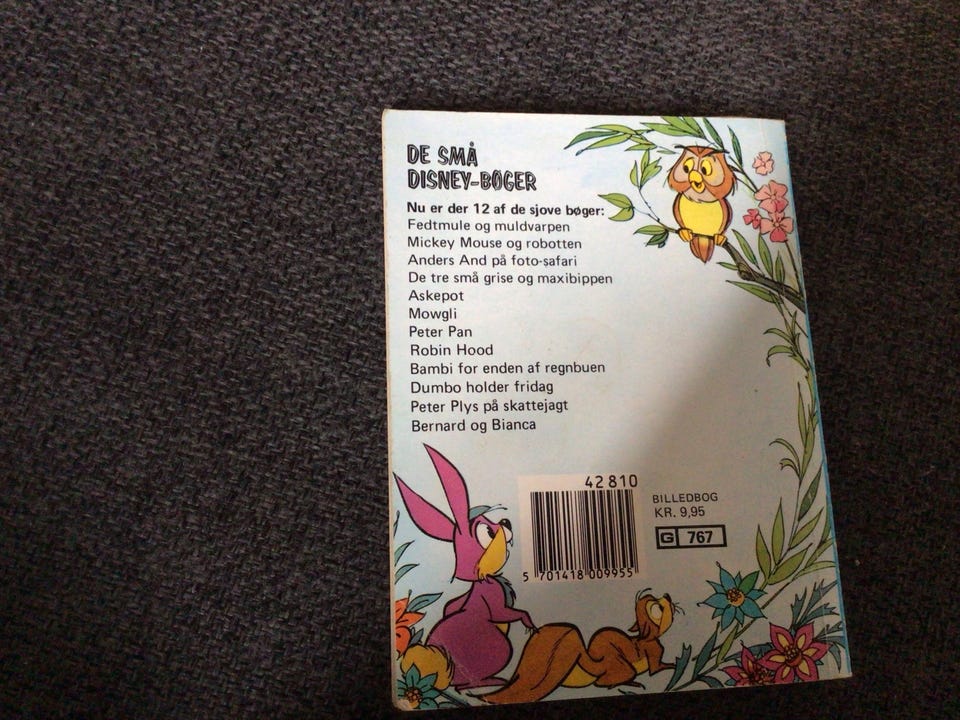 DE SMÅ
DISNEY-BØGER
Nu er der 12 af de sjove bøger:
Fedtmule og muldvarpen
Mickey Mouse og robotten
Anders And på foto-safari
De tre små grise og maxibippen
Askepot
Mowgli
Peter Pan
Robin Hood
Bambi for enden af regnbuen
Dumbo holder fridag
Peter Plys på skattejagt
Bernard og Bianca
42810
5 701418 009955
BILLEDBOG
KR. 9,95
G 767